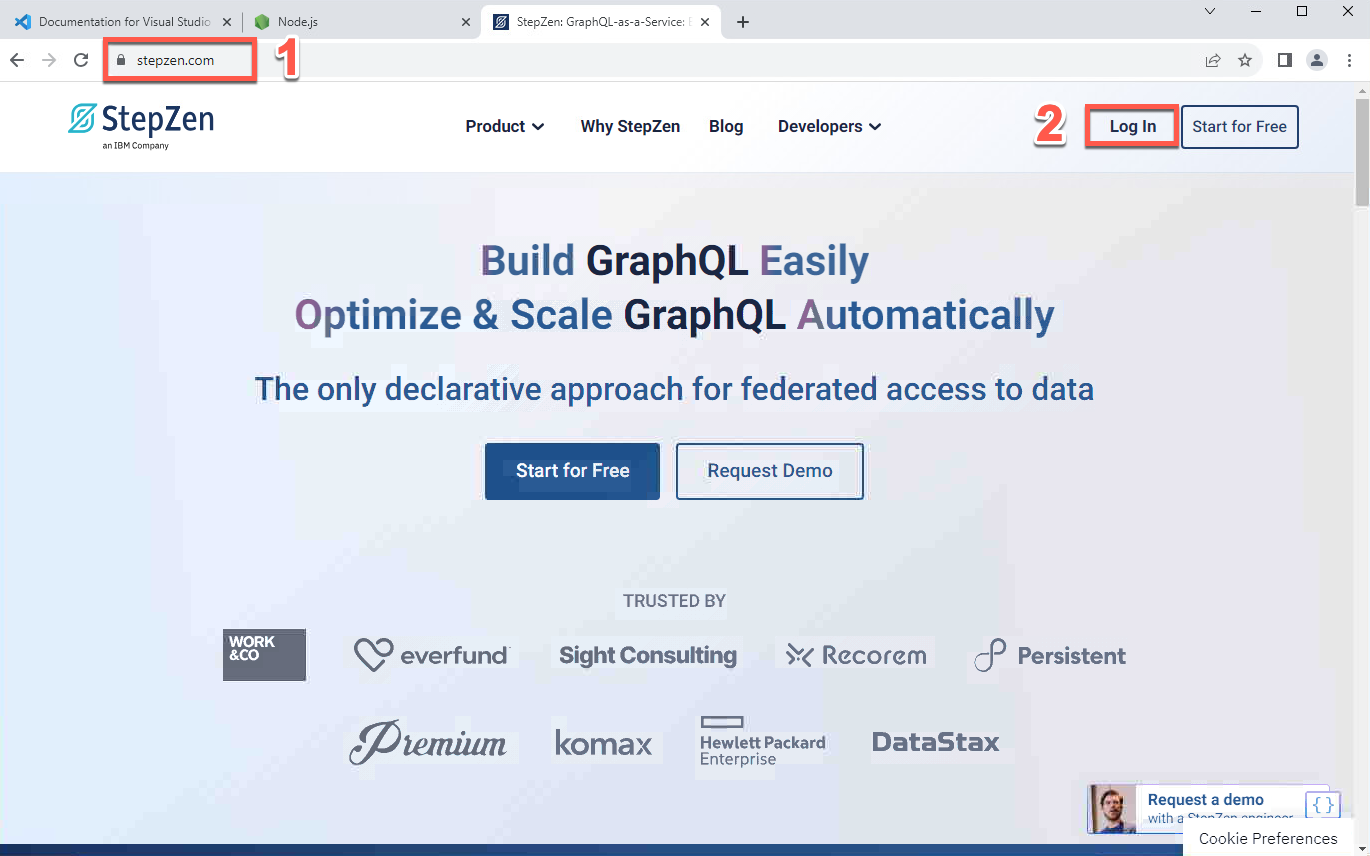 Documentation for Visual Studio
Node.js
StepZen: GraphQL-as-a-Service:
stepzen.com
1
StepZen
an IBM Company
Product
Why StepZen
Blog
Developers
2
Log In
Start for Free
Build GraphQL Easily
Optimize & Scale GraphQL Automatically
The only declarative approach for federated access to data
Start for Free
Request Demo
TRUSTED BY
WORK
&CO
everfund
Sight Consulting
Recorem
Persistent
Premium
komax
Hewlett Packard
Enterprise
DataStax
Request a demo
with a StepZen engineer
{ }
Cookie Preferences